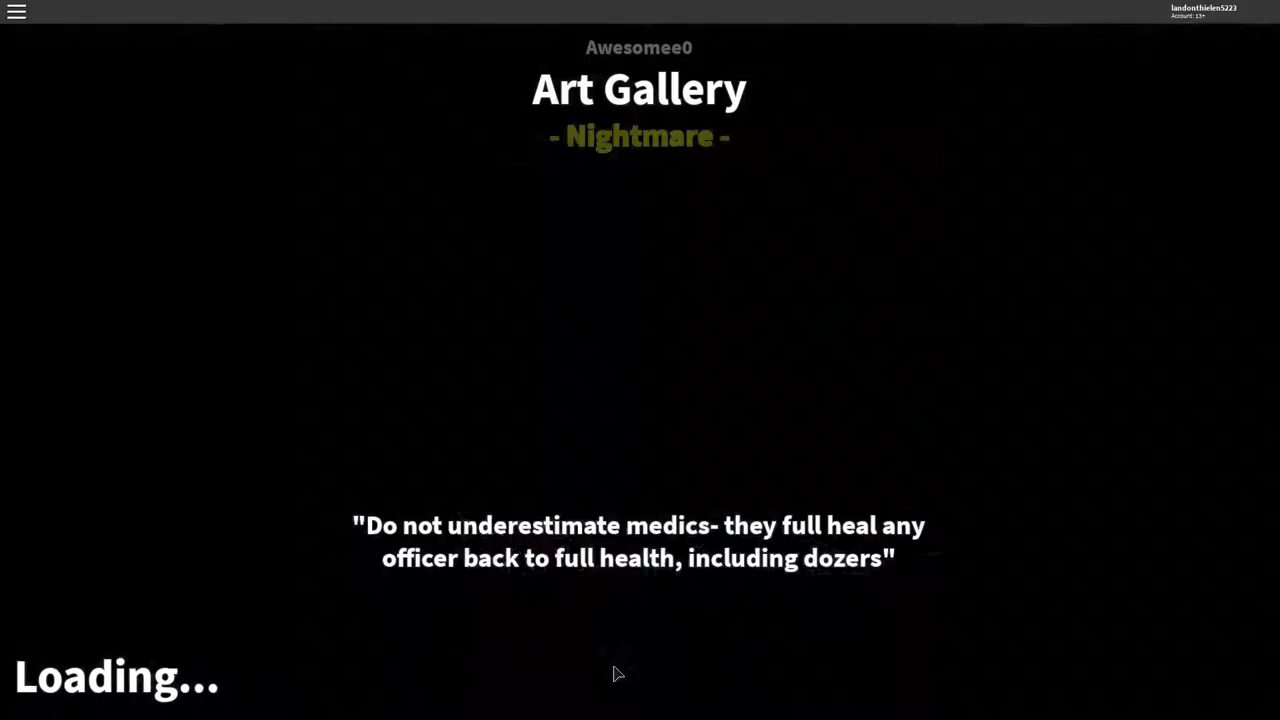 landonthielen5223
Account: 13+
Awesomee0
Art Gallery
- Nightmare -
"Do not underestimate medics- they full heal any
officer back to full health, including dozers"
Loading...